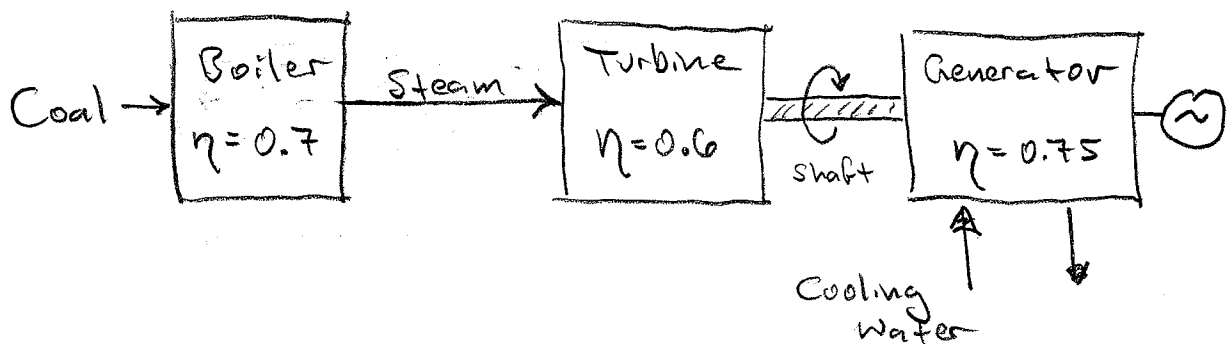 Coal
Boiler
η = 0.7
Steam
Turbine
η = 0.6
shaft
Generator
η = 0.75
~
Cooling
Water